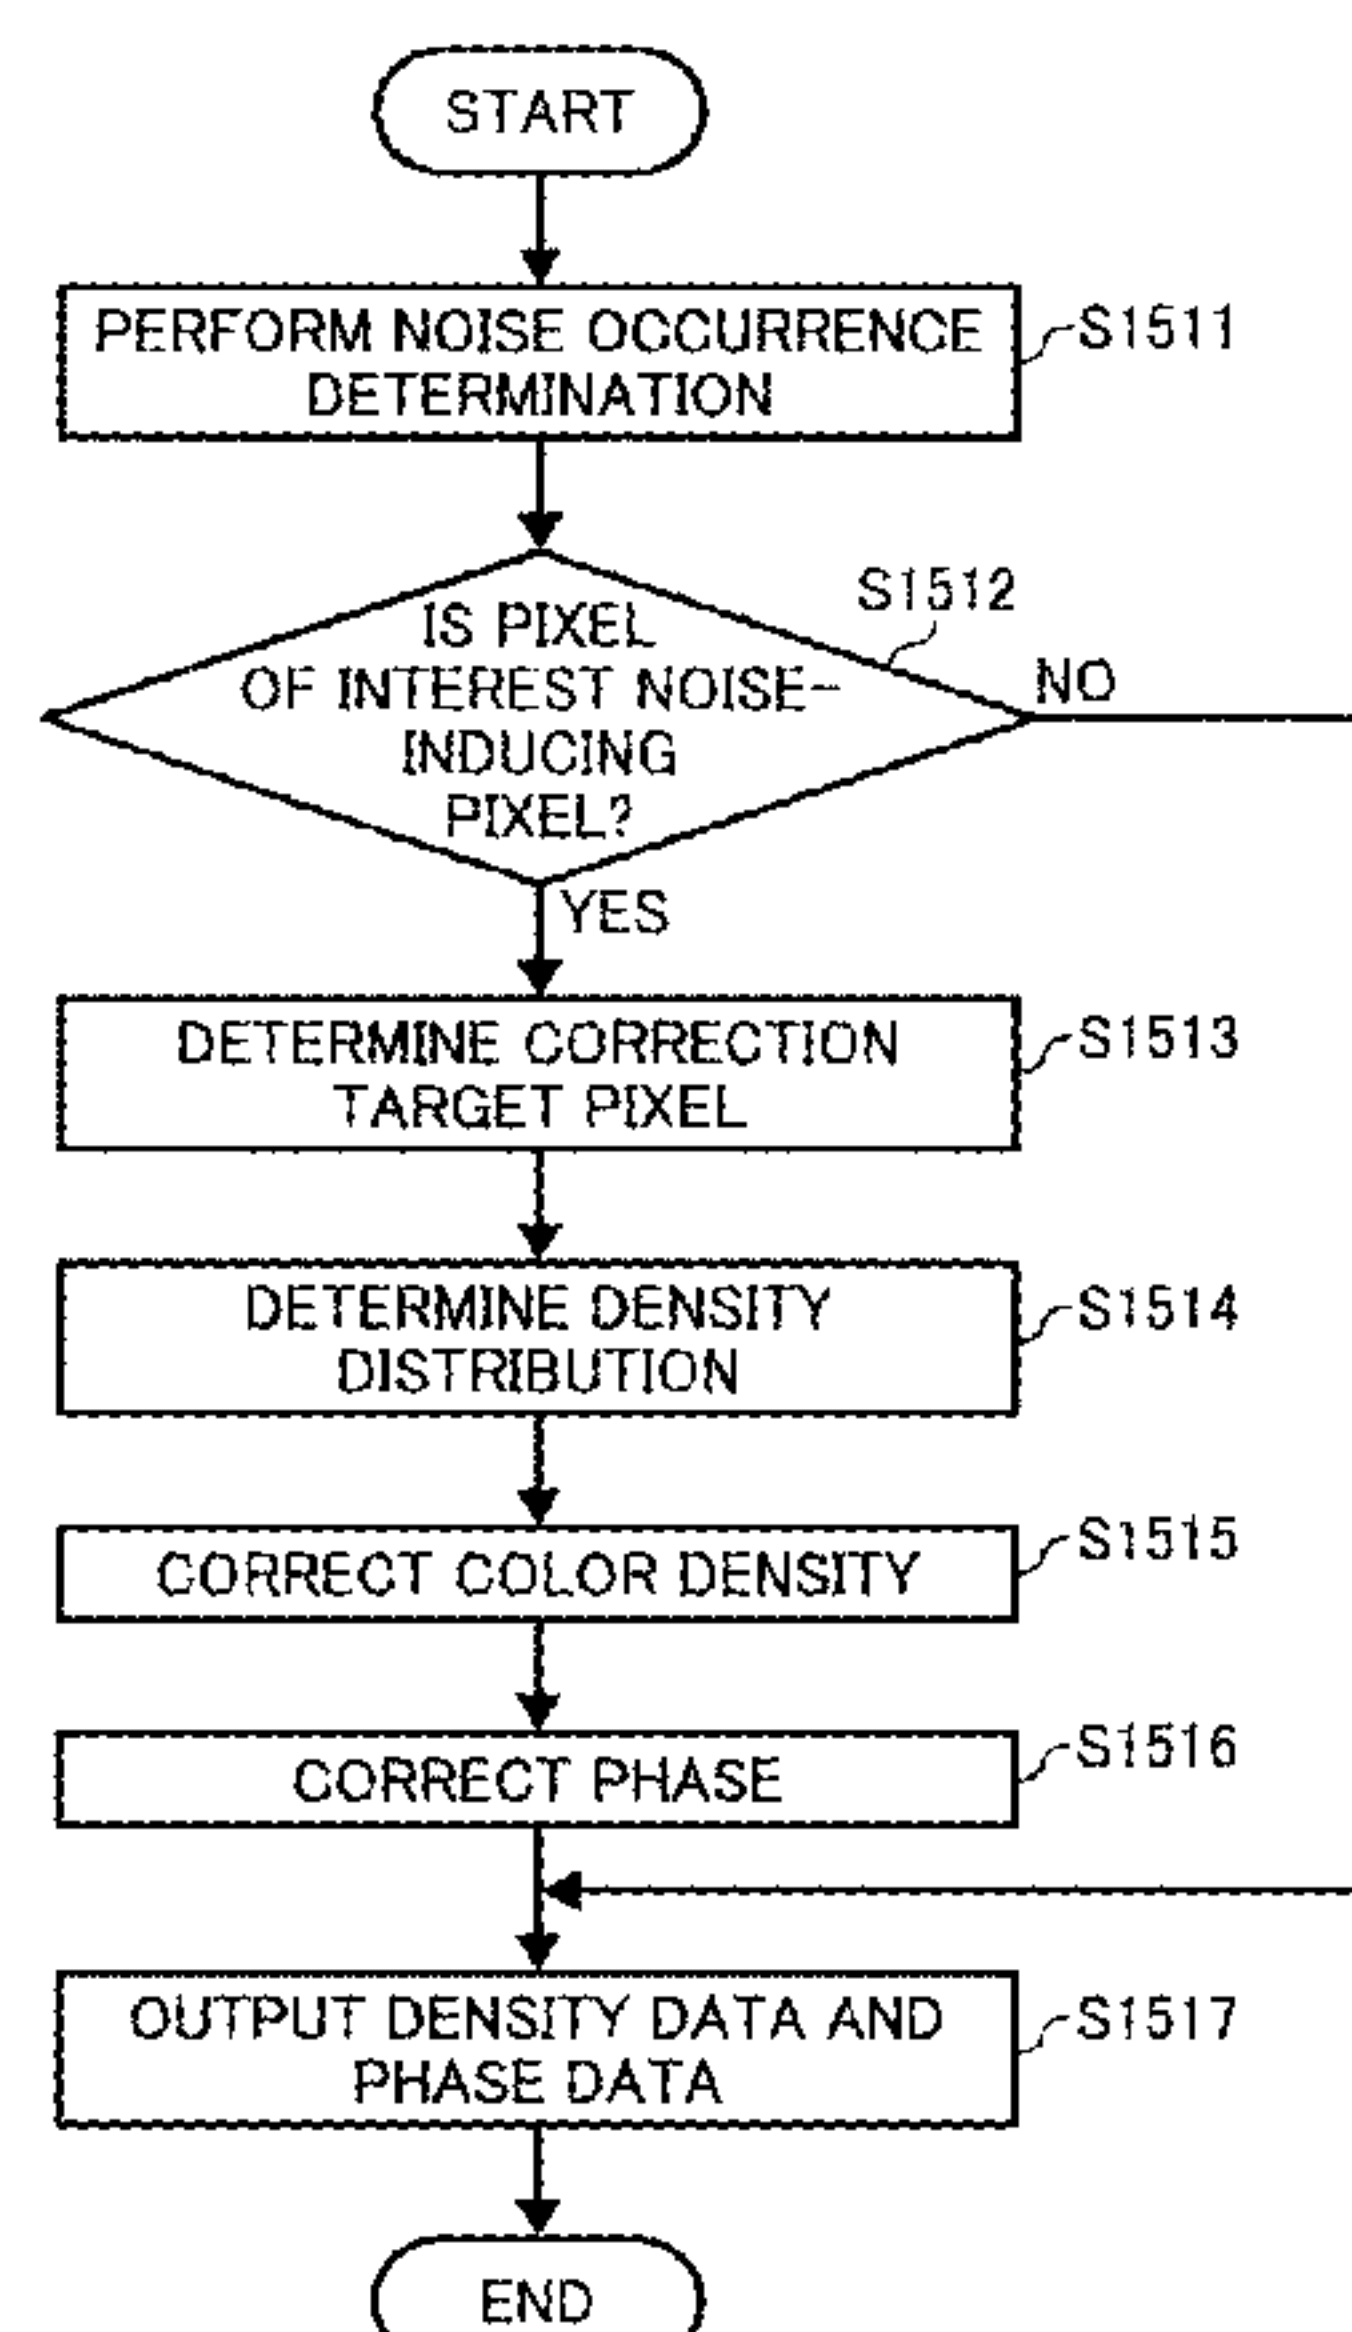 START
PERFORM NOISE OCCURRENCE
DETERMINATION
S1511
S1512
IS PIXEL
OF INTEREST NOISE-
INDUCING
PIXEL?
NO
YES
DETERMINE CORRECTION
TARGET PIXEL
S1513
DETERMINE DENSITY
DISTRIBUTION
S1514
CORRECT COLOR DENSITY
S1515
CORRECT PHASE
S1516
OUTPUT DENSITY DATA AND
PHASE DATA
S1517
END